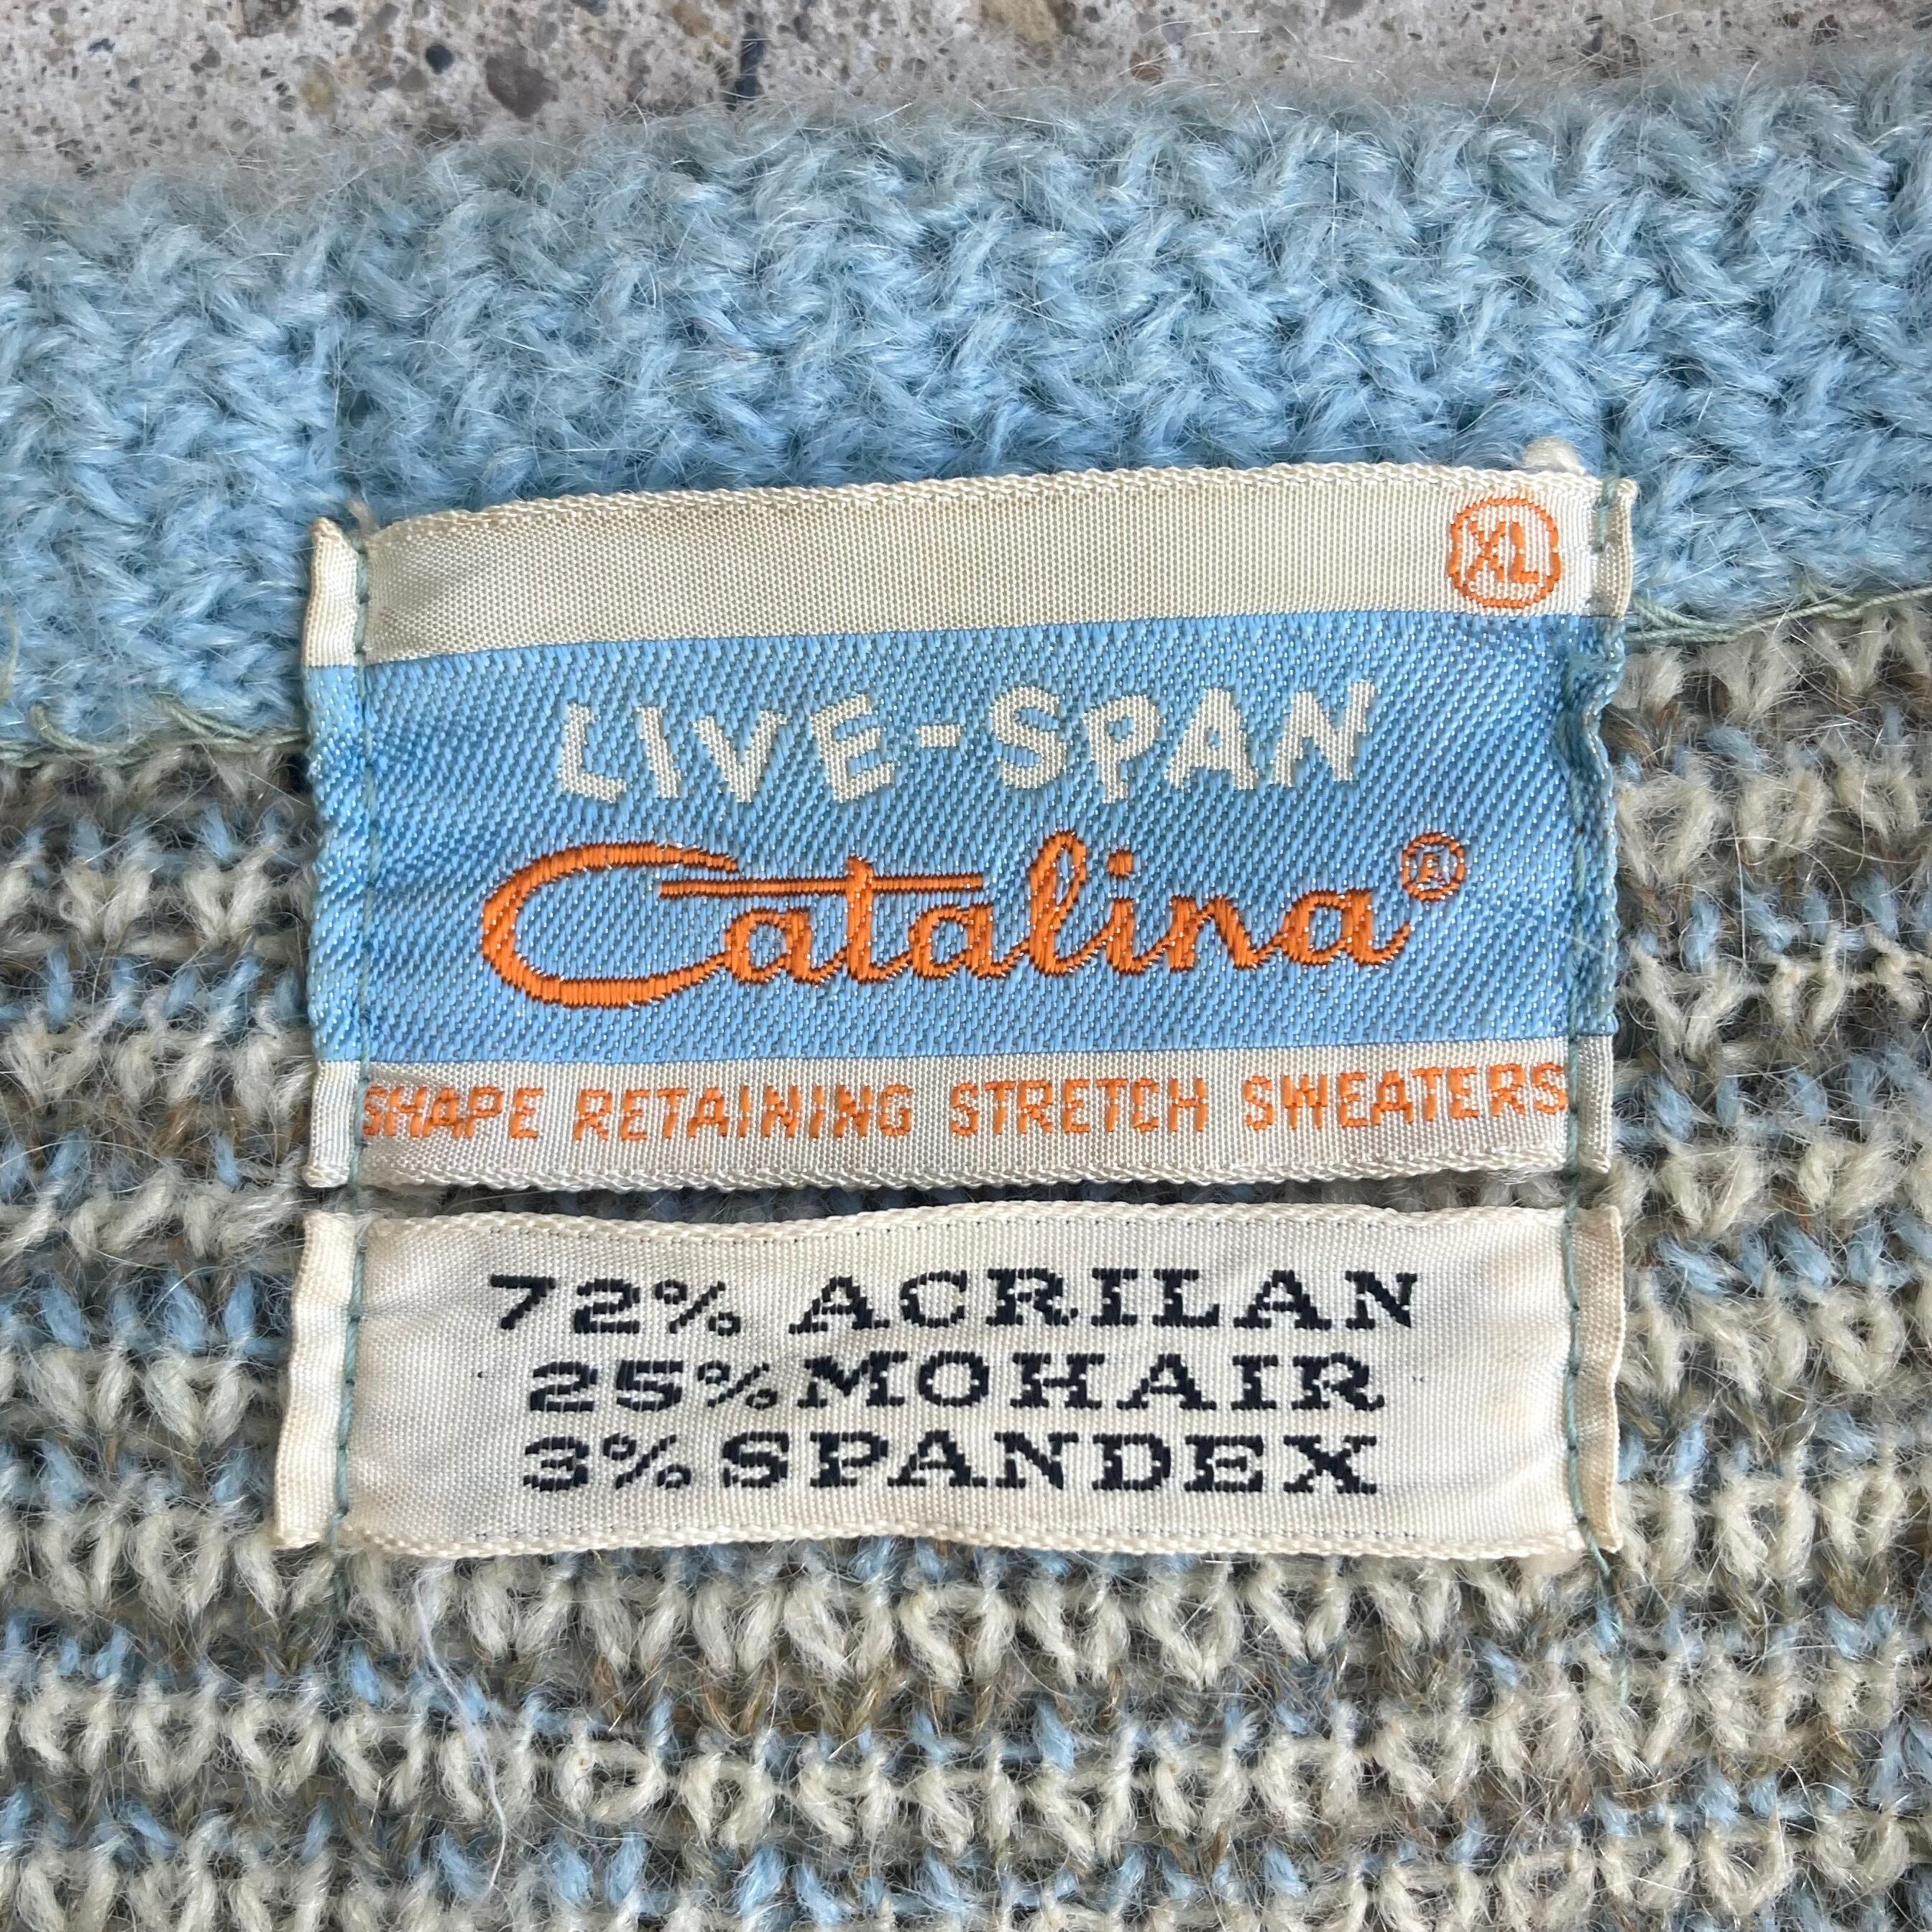 XL
LIVE-SPAN
Catalina®
SHAPE RETAINING STRETCH SWEATERS
72% ACRILAN
25% MOHAIR
3% SPANDEX